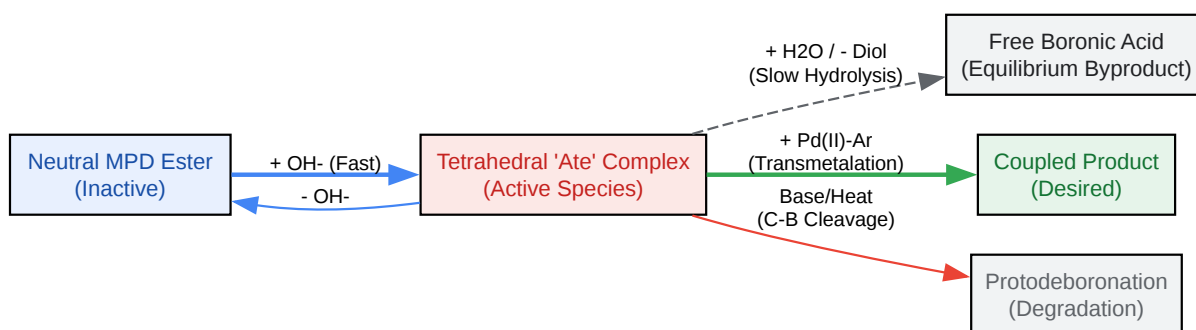 Neutral MPD Ester
(Inactive)
+ OH- (Fast)
- OH-
Tetrahedral 'Ate' Complex
(Active Species)
+ H2O / - Diol
(Slow Hydrolysis)
Free Boronic Acid
(Equilibrium Byproduct)
+ Pd(II)-Ar
(Transmetalation)
Coupled Product
(Desired)
Base/Heat
(C-B Cleavage)
Protodeboronation
(Degradation)